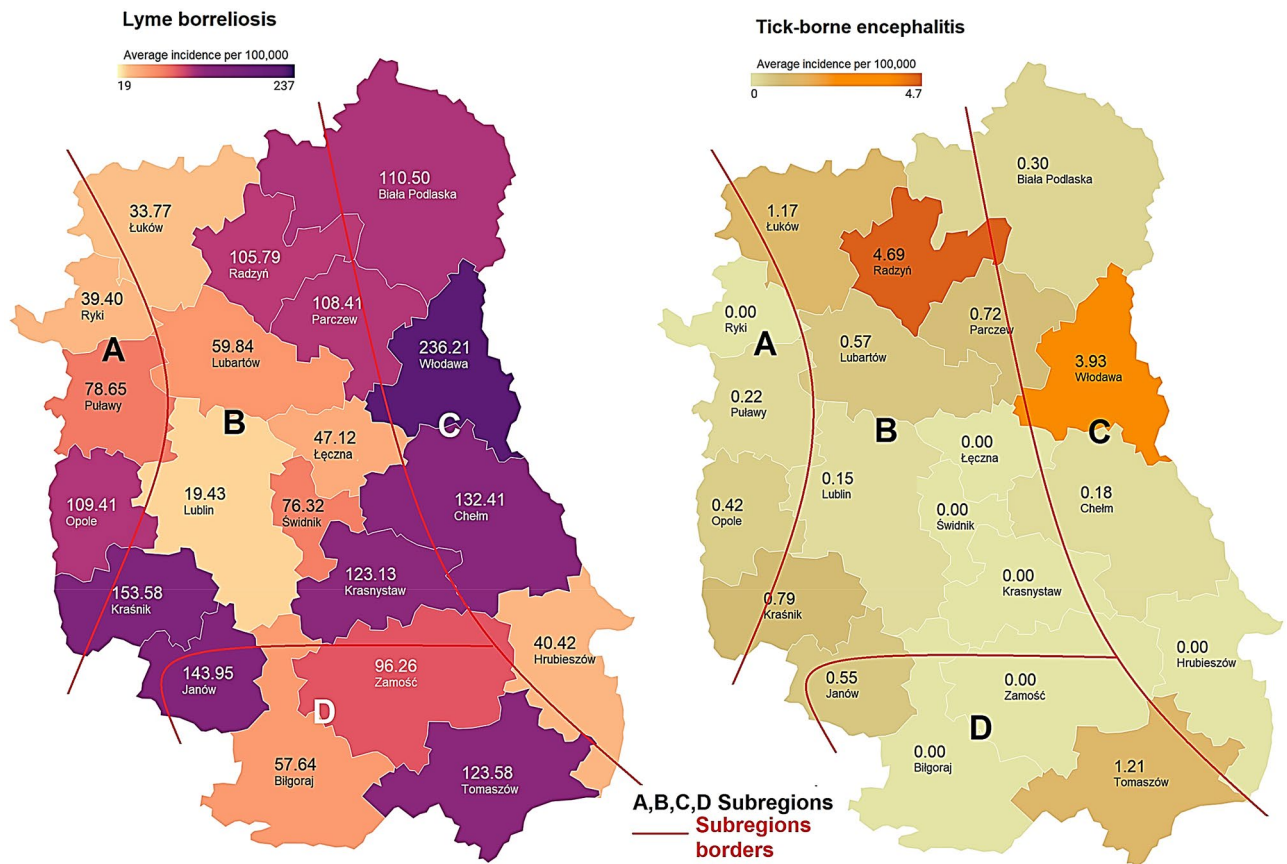 Lyme borreliosis
Average incidence per 100,000
19 237
110.50
Biała Podlaska
33.77
Łuków
105.79
Radzyń
39.40
Ryki
108.41
Parczew
A
59.84
Lubartów
236.21
Włodawa
78.65
Puławy
B
C
47.12
Łęczna
109.41
Opole
19.43
Lublin
76.32
Świdnik
132.41
Chełm
123.13
Krasnystaw
153.58
Kraśnik
40.42
Hrubieszów
143.95
Janów
96.26
Zamość
D
57.64
Biłgoraj
123.58
Tomaszów
Tick-borne encephalitis
Average incidence per 100,000
0 4.7
0.30
Biała Podlaska
1.17
Łuków
4.69
Radzyń
0.00
Ryki
0.72
Parczew
A
0.57
Lubartów
3.93
Włodawa
0.22
Puławy
B
C
0.00
Łęczna
0.15
Lublin
0.42
Opole
0.00
Świdnik
0.18
Chełm
0.00
Krasnystaw
0.79
Kraśnik
0.00
Hrubieszów
0.55
Janów
0.00
Zamość
D
0.00
Biłgoraj
1.21
Tomaszów
A,B,C,D Subregions
Subregions
borders